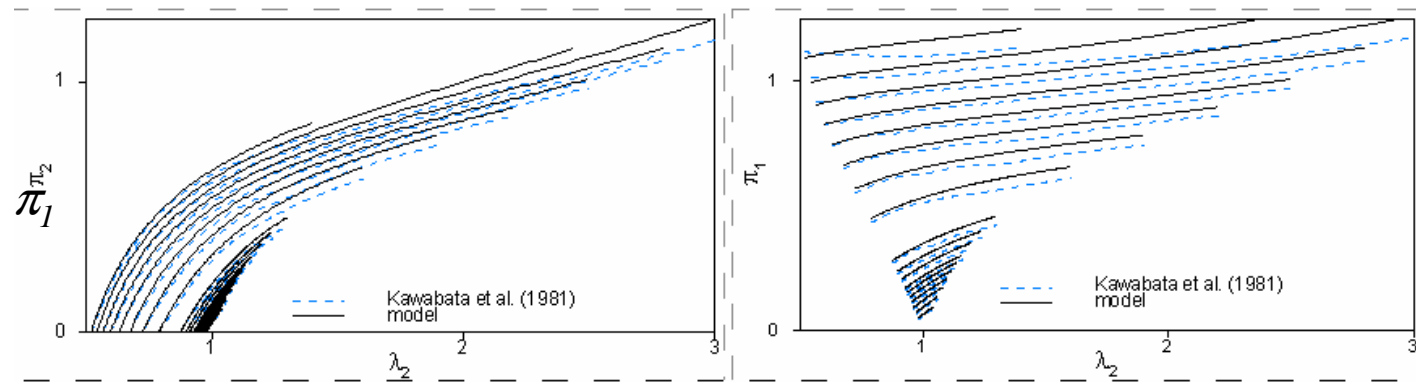 1
π₂
π₁
0
Kawabata et al. (1981)
model
1
2
3
λ₂
1
π₁
0
Kawabata et al. (1981)
model
1
2
3
λ₂